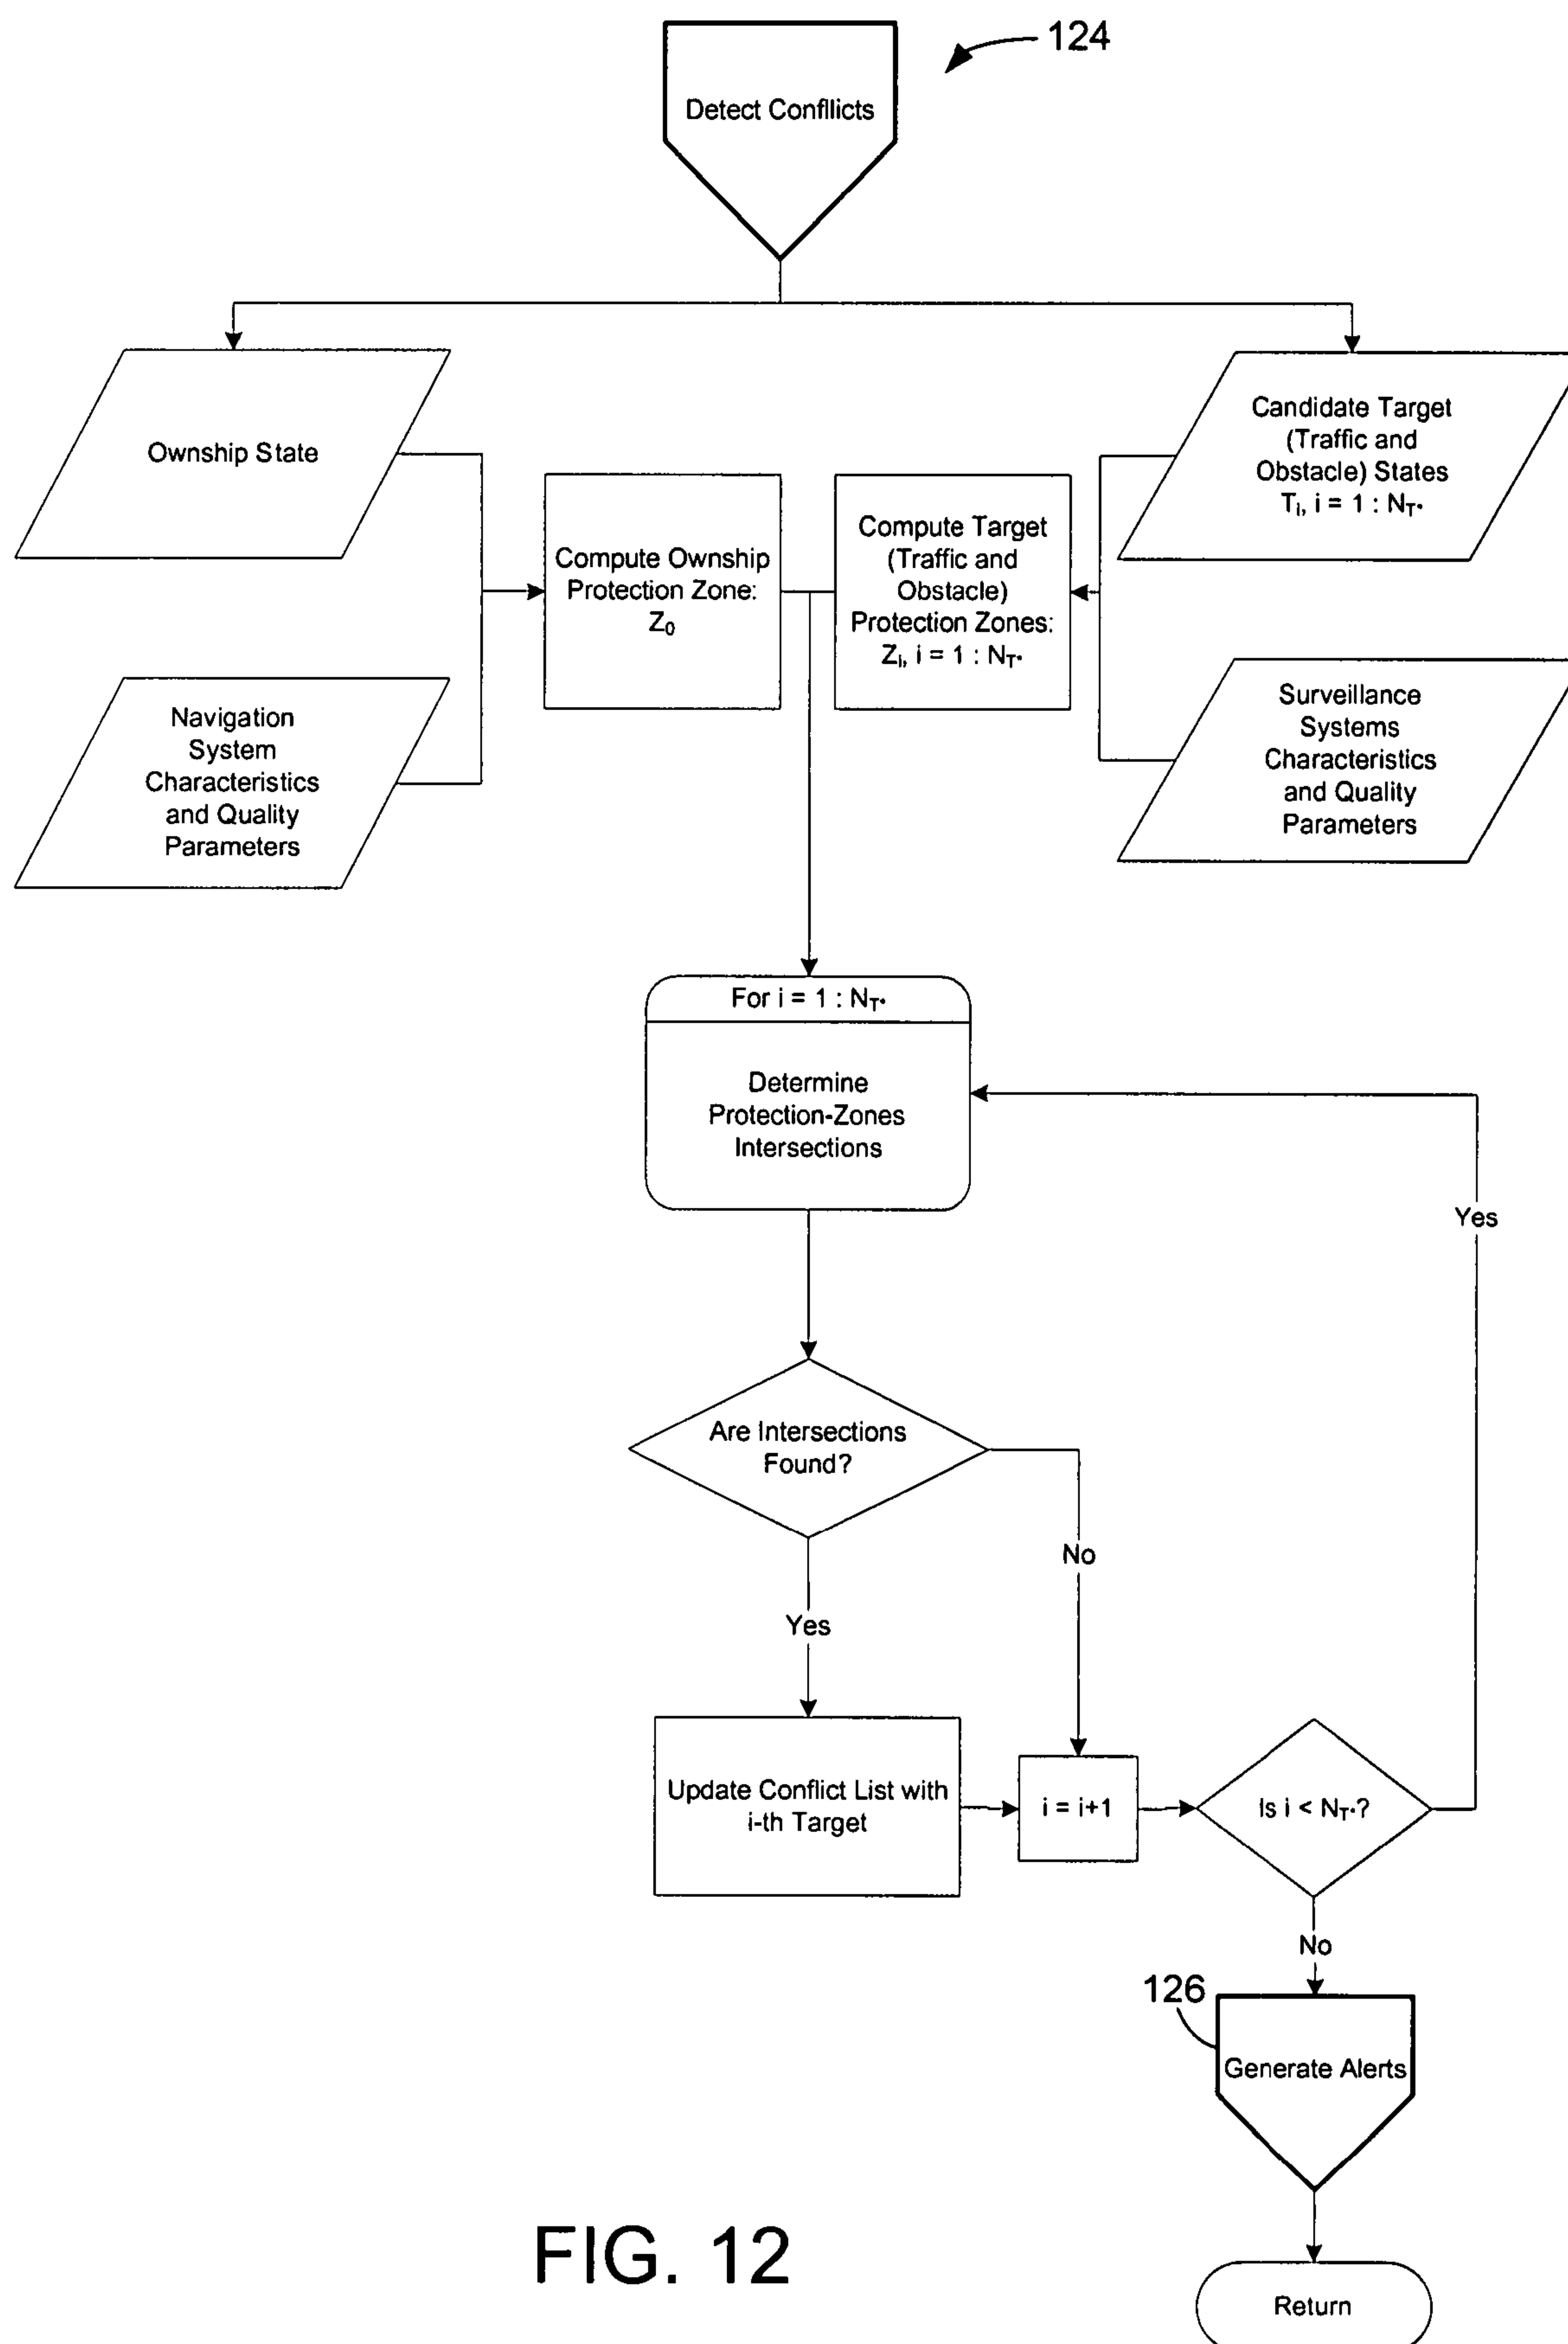 124
Detect Confllicts
Ownship State
Candidate Target
(Traffic and
Obstacle) States
Tᵢ, i = 1 : N_T*
Compute Ownship
Protection Zone:
Z₀
Compute Target
(Traffic and
Obstacle)
Protection Zones:
Zᵢ, i = 1 : N_T*
Navigation
System
Characteristics
and Quality
Parameters
Surveillance
Systems
Characteristics
and Quality
Parameters
For i = 1 : N_T*
Determine
Protection-Zones
Intersections
Yes
Are Intersections
Found?
No
Yes
Update Conflict List with
i-th Target
i = i+1
Is i < N_T*?
No
126
Generate Alerts
FIG. 12
Return